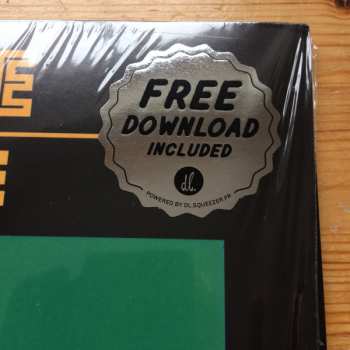 FREE
DOWNLOAD
INCLUDED
dl.
POWERED BY DL.SQUEEZER.FR